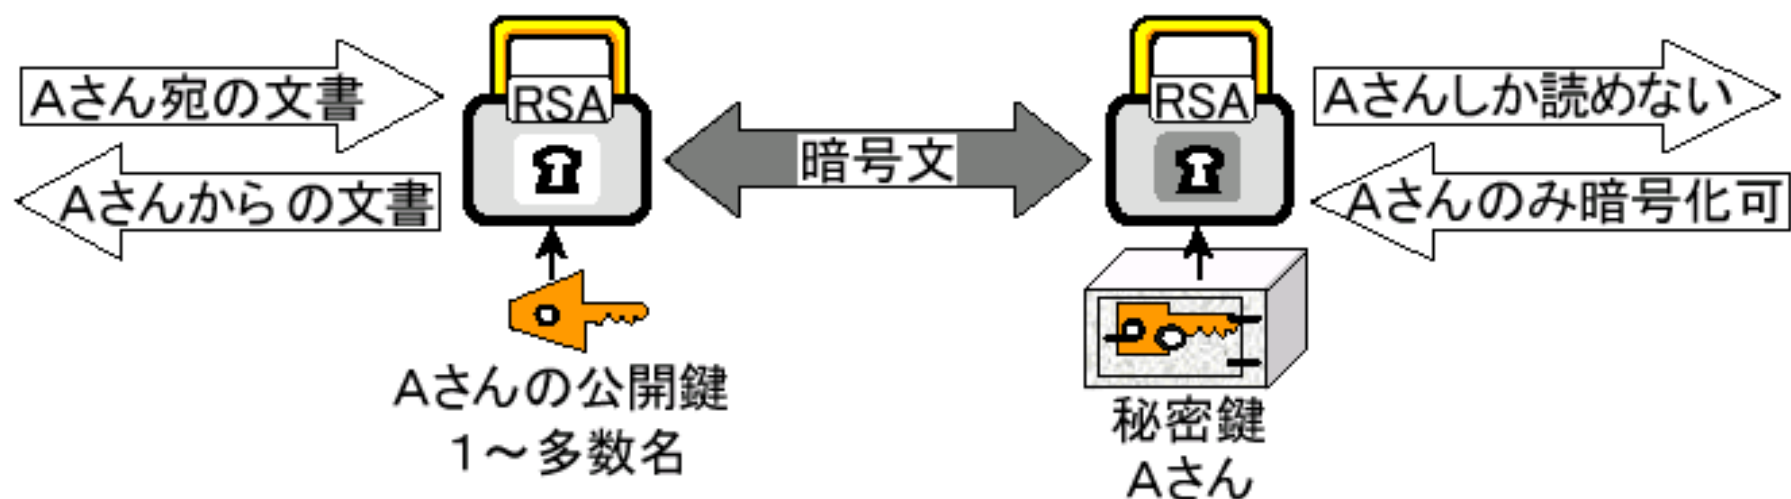 Aさん宛の文書
RSA
RSA
Aさんしか読めない
暗号文
Aさんからの文書
Aさんのみ暗号化可
Aさんの公開鍵
1~多数名
秘密鍵
Aさん